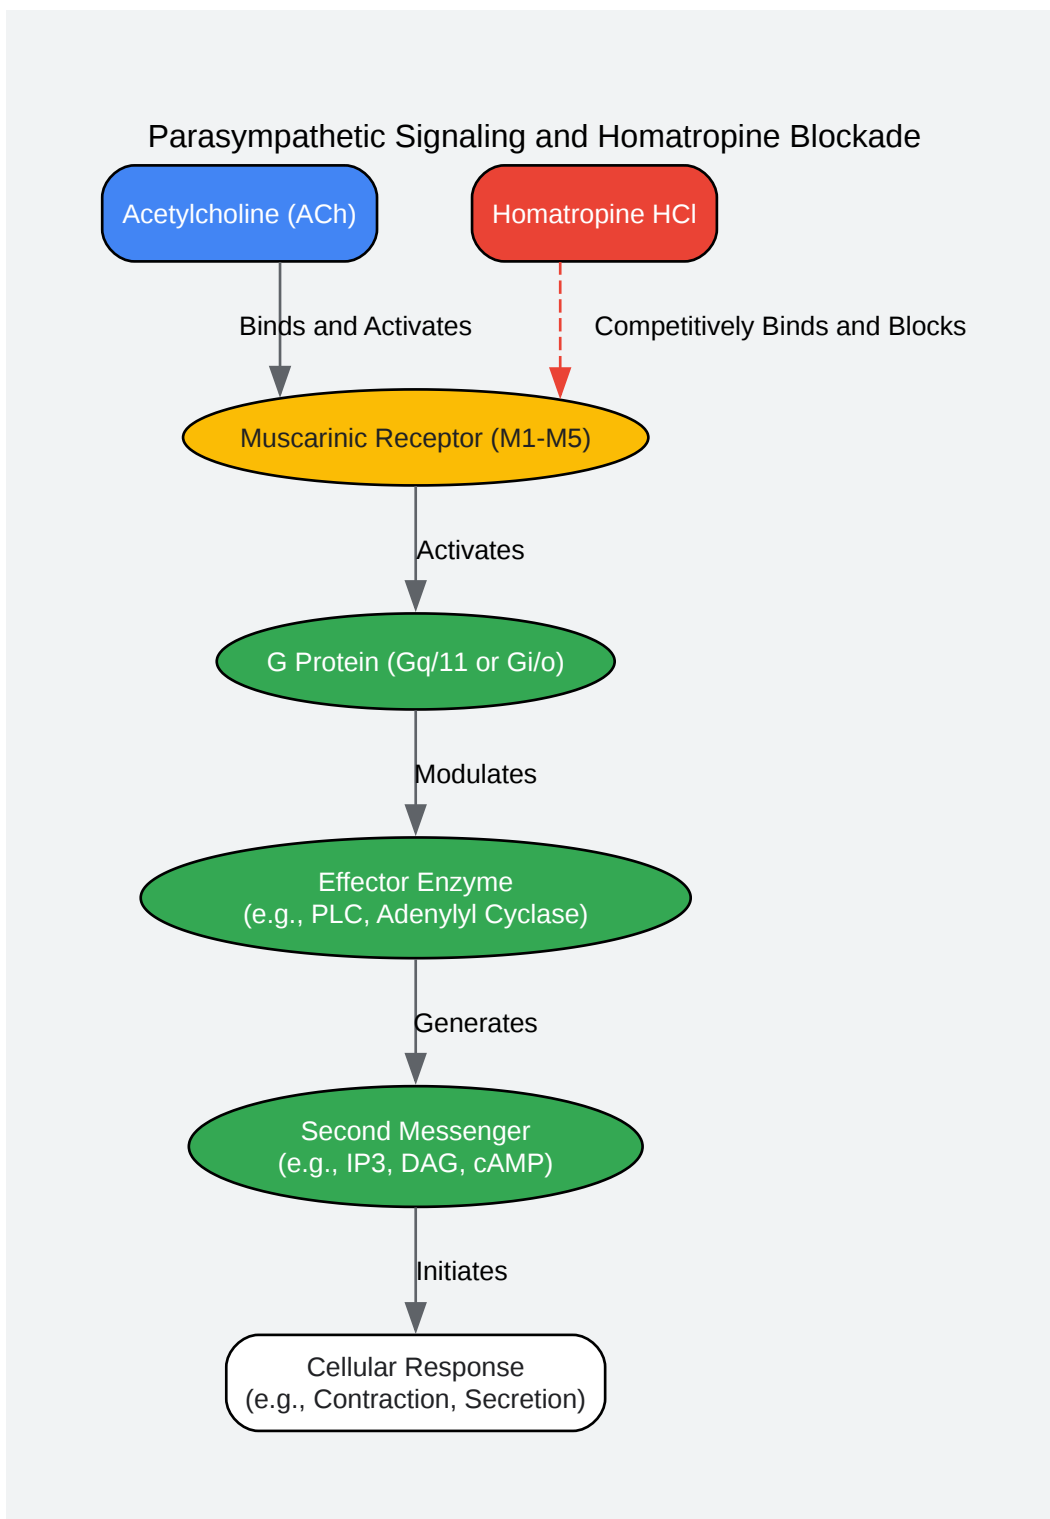 Parasympathetic Signaling and Homatropine Blockade
Acetylcholine (ACh)
Homatropine HCl
Binds and Activates
Competitively Binds and Blocks
Muscarinic Receptor (M1-M5)
Activates
G Protein (Gq/11 or Gi/o)
Modulates
Effector Enzyme
(e.g., PLC, Adenylyl Cyclase)
Generates
Second Messenger
(e.g., IP3, DAG, cAMP)
Initiates
Cellular Response
(e.g., Contraction, Secretion)